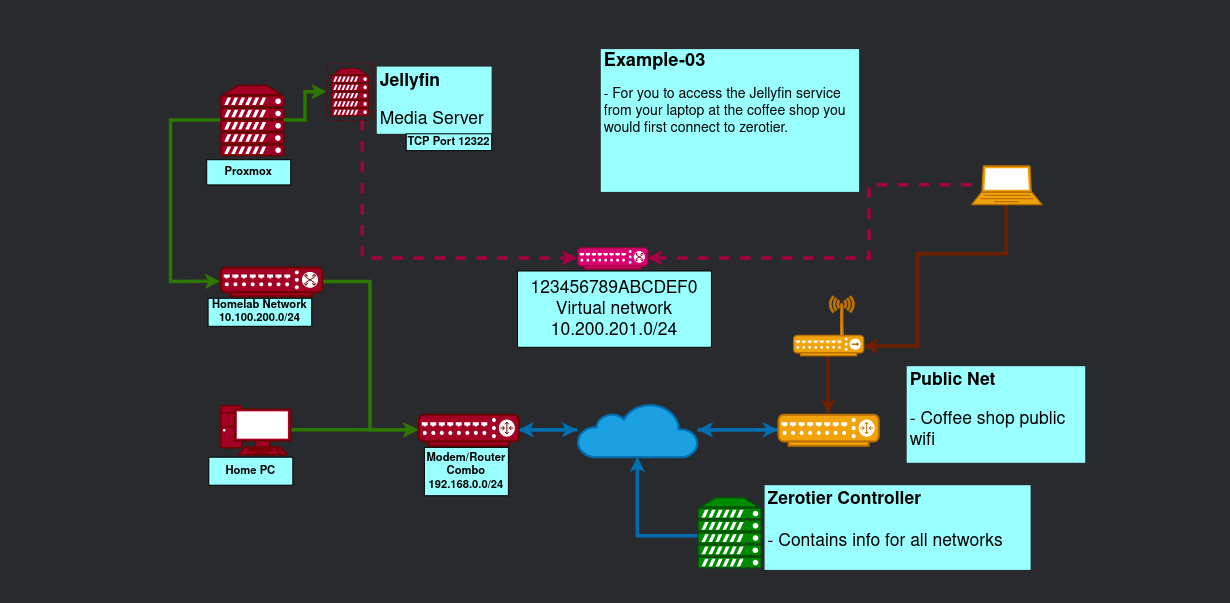 Jellyfin
Media Server
TCP Port 12322
Example-03
- For you to access the Jellyfin service
from your laptop at the coffee shop you
would first connect to zerotier.
Proxmox
Homelab Network
10.100.200.0/24
123456789ABCDEF0
Virtual network
10.200.201.0/24
Public Net
- Coffee shop public
wifi
Home PC
Modem/Router
Combo
192.168.0.0/24
Zerotier Controller
- Contains info for all networks